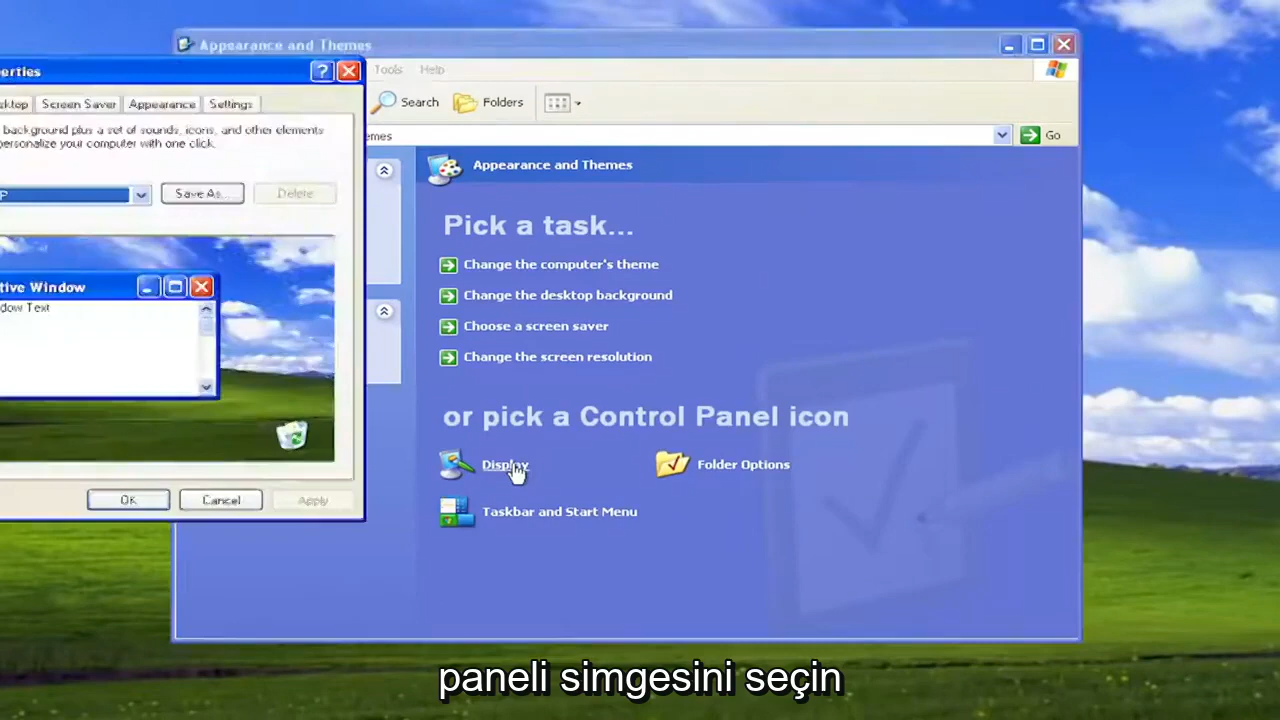 Appearance and Themes
erties
Tools Help
sktop Screen Saver Appearance Settings
Search Folders
background plus a set of sounds, icons, and other elements
personalize your computer with one click.
emes
Go
P
Save As...
Delete
Appearance and Themes
Pick a task...
Change the computer's theme
Change the desktop background
Choose a screen saver
Change the screen resolution
tive Window
dow Text
or pick a Control Panel icon
Display
Folder Options
Taskbar and Start Menu
OK Cancel Apply
paneli simgesini seçin